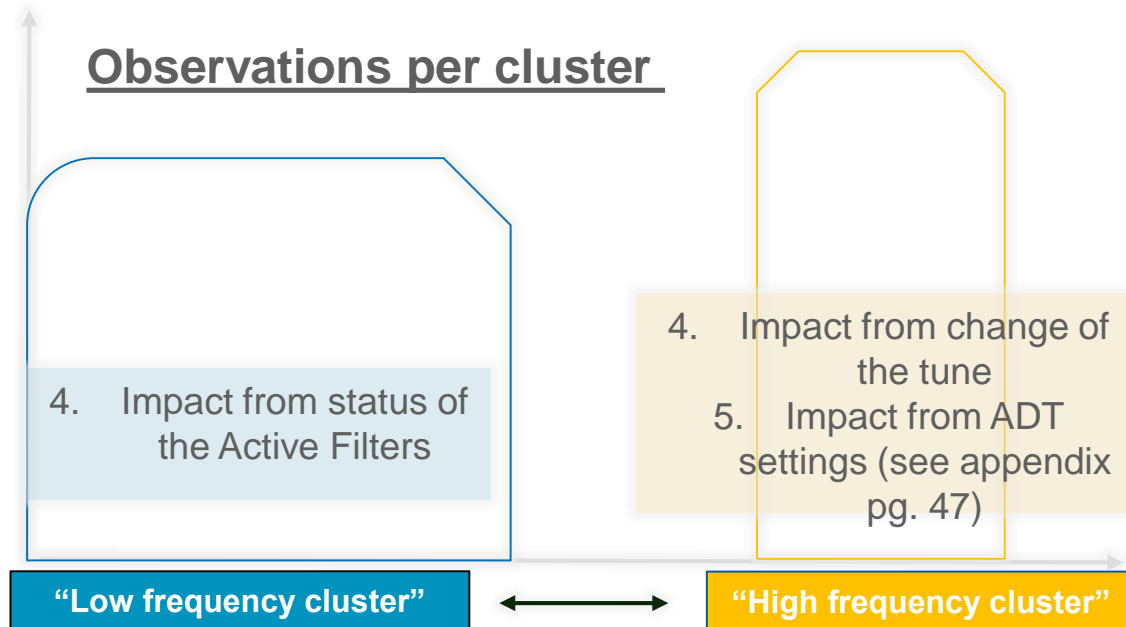 Observations per cluster
4. Impact from status of
the Active Filters
4. Impact from change of
the tune
5. Impact from ADT
settings (see appendix
pg. 47)
“Low frequency cluster”
“High frequency cluster”